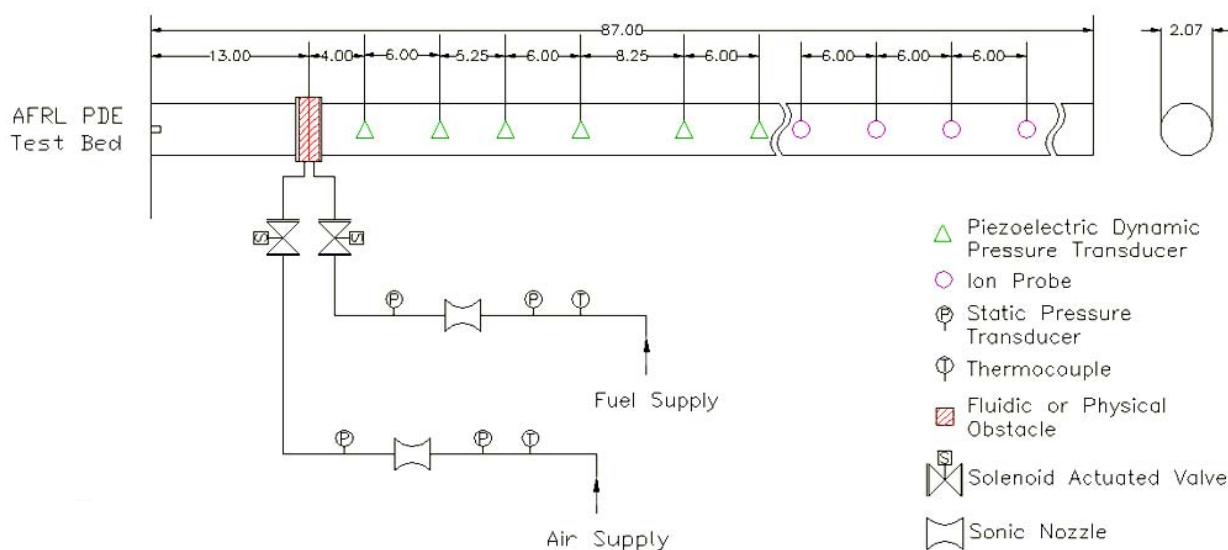 87.00
2.07
13.00
4.00
6.00
5.25
6.00
8.25
6.00
6.00
6.00
6.00
AFRL PDE
Test Bed
S
S
P
P
T
Fuel Supply
P
P
T
Air Supply
Piezoelectric Dynamic
Pressure Transducer
Ion Probe
P
Static Pressure
Transducer
T
Thermocouple
Fluidic or Physical
Obstacle
S
Solenoid Actuated Valve
Sonic Nozzle